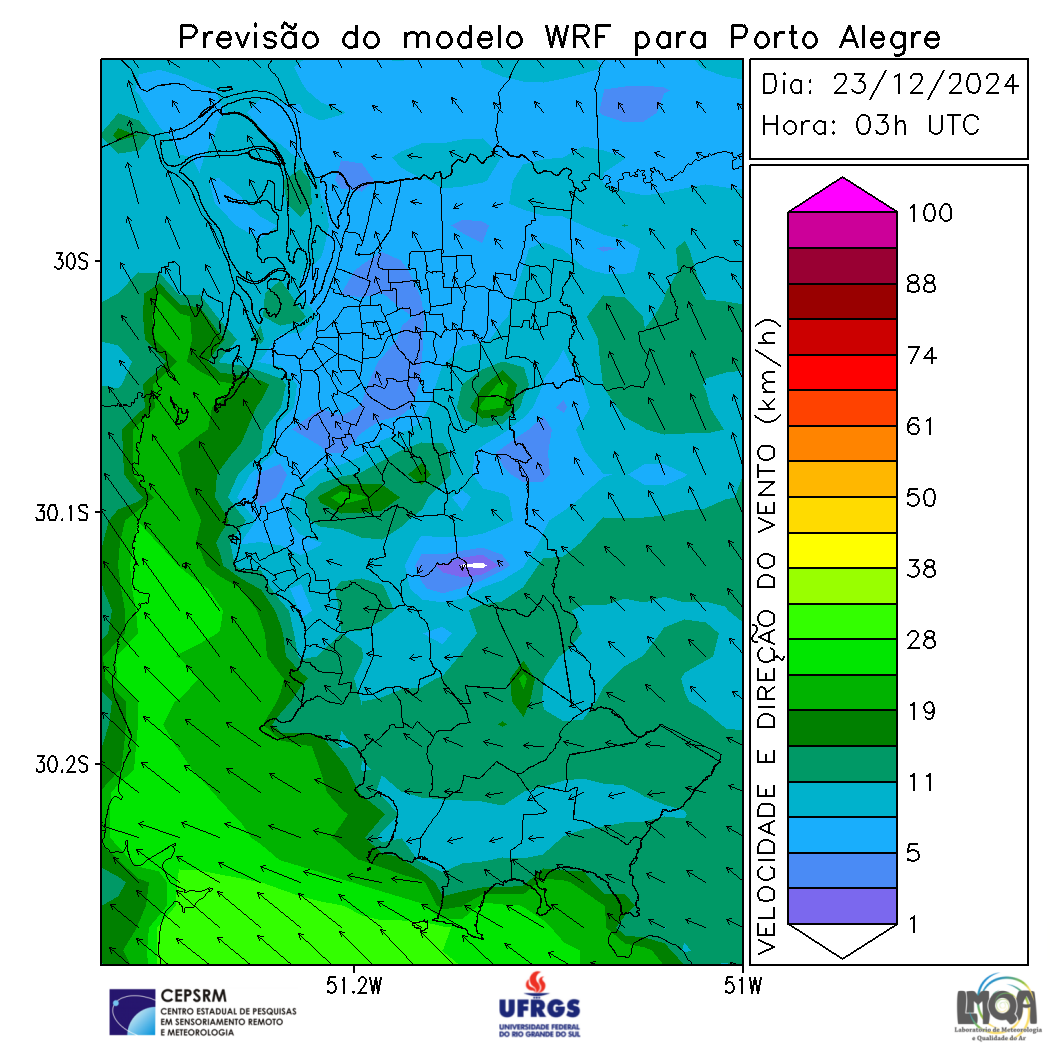 Previsão do modelo WRF para Porto Alegre
Dia: 23/12/2024
Hora: 03h UTC
30S
30.1S
30.2S
51.2W
51W
VELOCIDADE E DIREÇÃO DO VENTO (km/h)
100
88
74
61
50
38
28
19
11
5
1
CEPSRM
CENTRO ESTADUAL DE PESQUISAS
EM SENSORIAMENTO REMOTO
E METEOROLOGIA
UFRGS
UNIVERSIDADE FEDERAL
DO RIO GRANDE DO SUL
LMQA
Laboratório de Meteorologia
e Qualidade do Ar